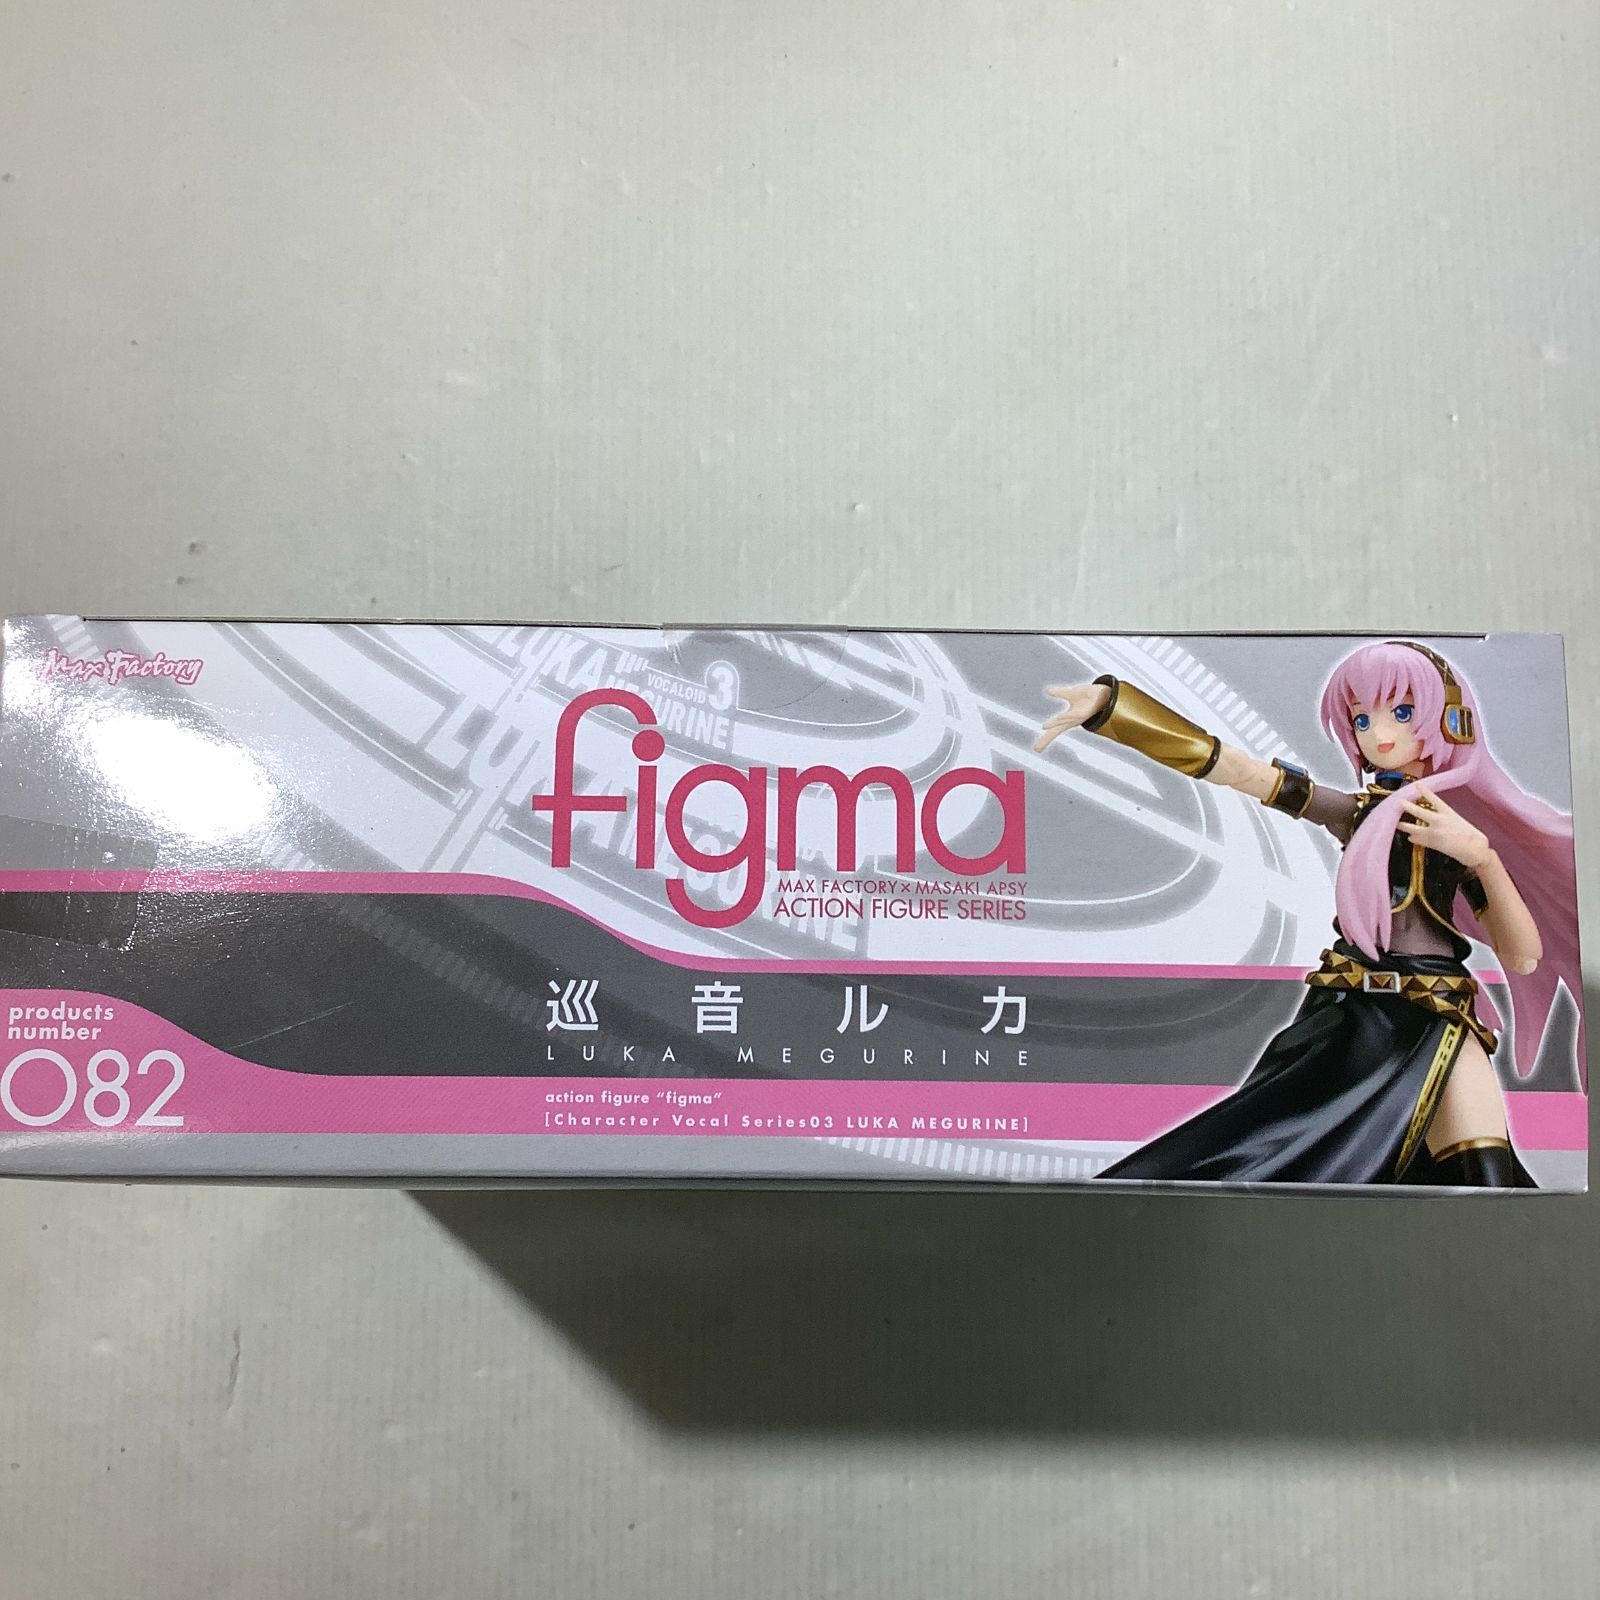 Max Factory
LUKA
MEGURINE
VOCALOID 3
figma
MAX FACTORY × MASAKI APSY
ACTION FIGURE SERIES
巡音ルカ
LUKA MEGURINE
products
number
082
action figure "figma"
[Character Vocal Series03 LUKA MEGURINE]